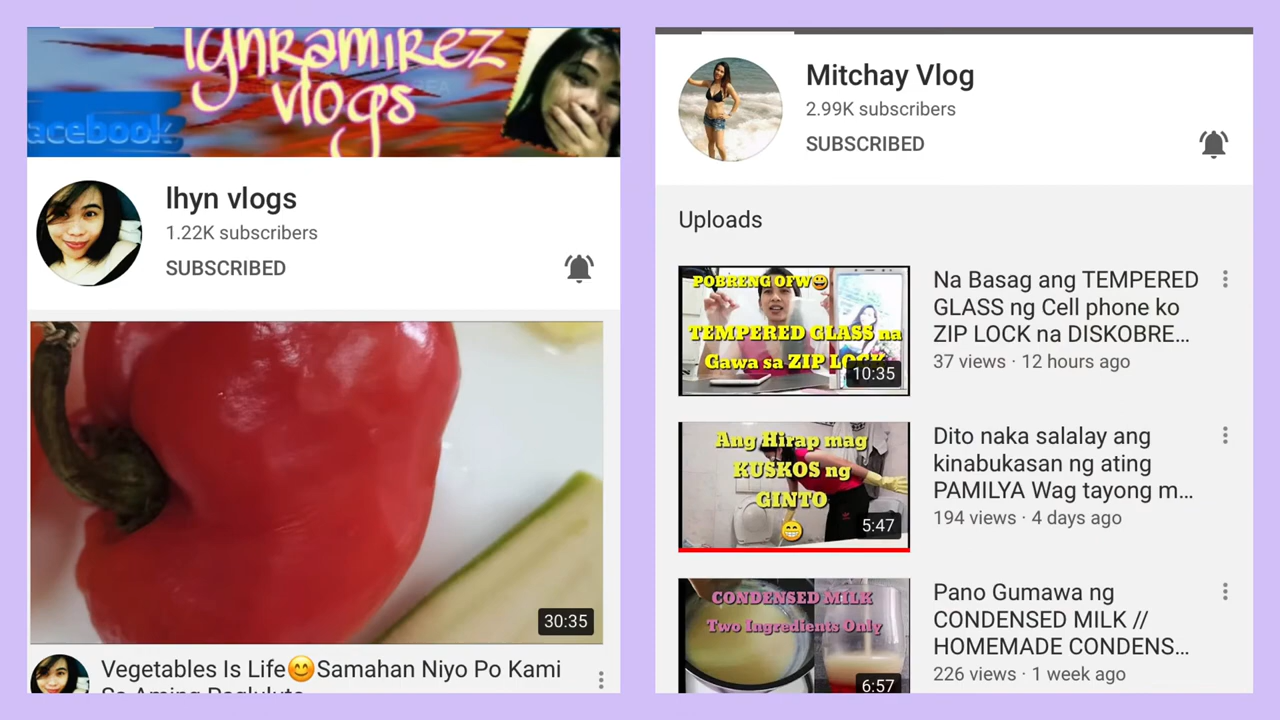 lynRamirez
vlogs
acebook
lhyn vlogs
1.22K subscribers
SUBSCRIBED
30:35
Vegetables Is Life😊Samahan Niyo Po Kami
Sa Aming Pagluluto
Mitchay Vlog
2.99K subscribers
SUBSCRIBED
Uploads
POBRENG OFW😀
TEMPERED GLASS na
Gawa sa ZIP LOCK
10:35
Na Basag ang TEMPERED
GLASS ng Cell phone ko
ZIP LOCK na DISKOBRE...
37 views · 12 hours ago
Ang Hirap mag
KUSKOS ng
GINTO
😁
5:47
Dito naka salalay ang
kinabukasan ng ating
PAMILYA Wag tayong m...
194 views · 4 days ago
CONDENSED MILK
Two Ingredients Only
6:57
Pano Gumawa ng
CONDENSED MILK //
HOMEMADE CONDENS...
226 views · 1 week ago